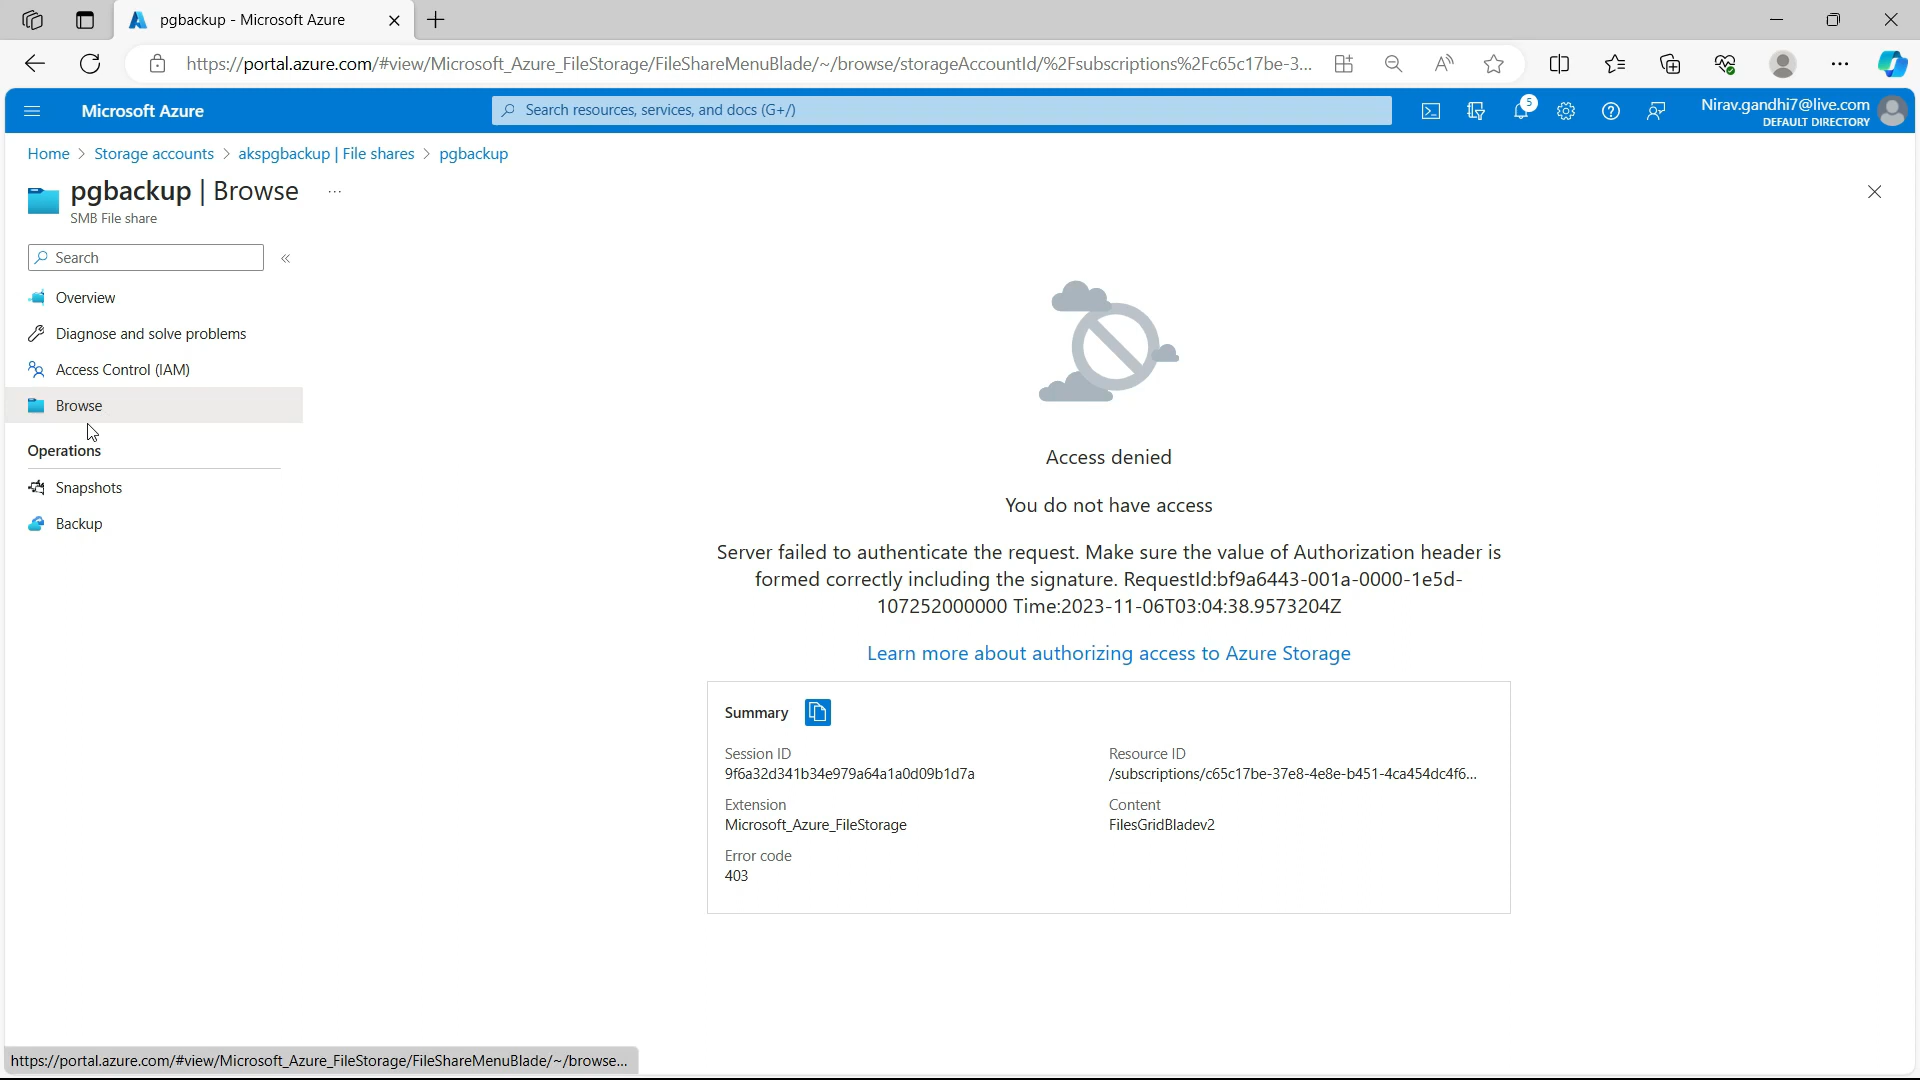 pgbackup - Microsoft Azure
https://portal.azure.com/#view/Microsoft_Azure_FileStorage/FileShareMenuBlade/~/browse/storageAccountId/%2Fsubscriptions%2Fc65c17be-3...
Microsoft Azure
Search resources, services, and docs (G+/)
5
Nirav.gandhi7@live.com
DEFAULT DIRECTORY
Home > Storage accounts > akspgbackup | File shares > pgbackup
pgbackup | Browse ...
SMB File share
Search
Overview
Diagnose and solve problems
Access Control (IAM)
Browse
Operations
Snapshots
Backup
Access denied
You do not have access
Server failed to authenticate the request. Make sure the value of Authorization header is
formed correctly including the signature. RequestId:bf9a6443-001a-0000-1e5d-
107252000000 Time:2023-11-06T03:04:38.9573204Z
Learn more about authorizing access to Azure Storage
Summary
Session ID
9f6a32d341b34e979a64a1a0d09b1d7a
Resource ID
/subscriptions/c65c17be-37e8-4e8e-b451-4ca454dc4f6...
Extension
Microsoft_Azure_FileStorage
Content
FilesGridBladev2
Error code
403
https://portal.azure.com/#view/Microsoft_Azure_FileStorage/FileShareMenuBlade/~/browse...